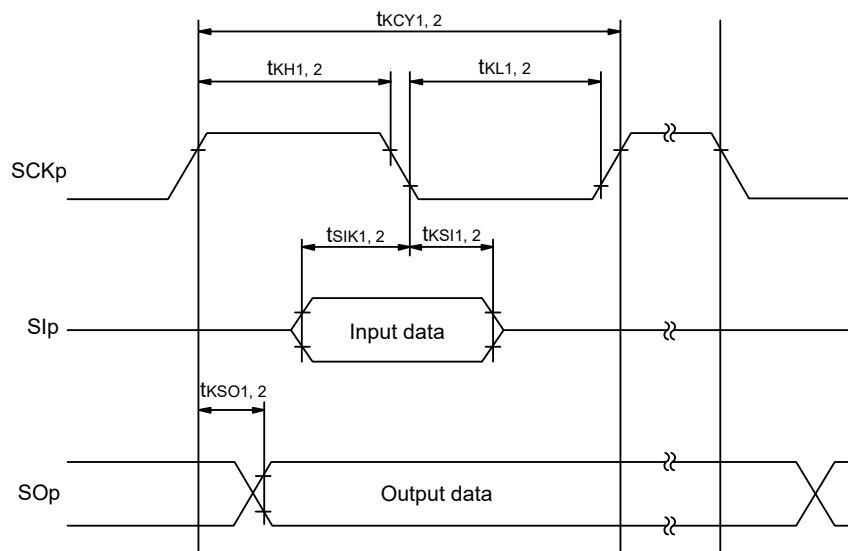 tKCY1, 2
tKH1, 2
tKL1, 2
SCKp
tSIK1, 2
tKSI1, 2
SIp
Input data
tKSO1, 2
SOp
Output data